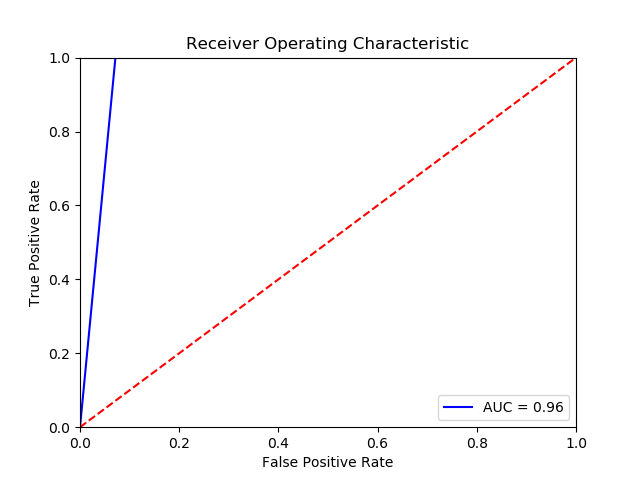 Receiver Operating Characteristic
True Positive Rate
1.0
0.8
0.6
0.4
0.2
0.0
AUC = 0.96
0.0 0.2 0.4 0.6 0.8 1.0
False Positive Rate